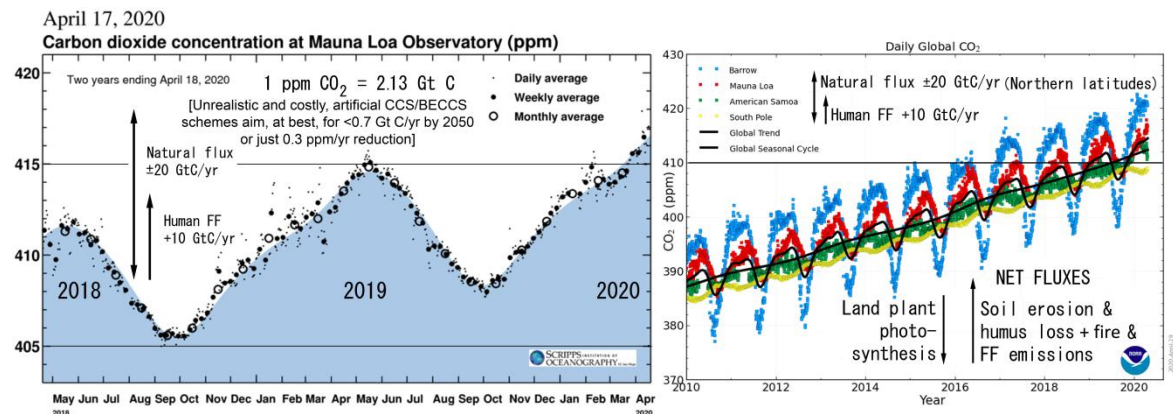 April 17, 2020
Carbon dioxide concentration at Mauna Loa Observatory (ppm)
Two years ending April 18, 2020
1 ppm CO₂ = 2.13 Gt C
[Unrealistic and costly, artificial CCS/BECCS
schemes aim, at best, for <0.7 Gt C/yr by 2050
or just 0.3 ppm/yr reduction]
Daily average
Weekly average
Monthly average
Natural flux
±20 GtC/yr
Human FF
+10 GtC/yr
420
415
410
405
2018
2019
2020
SCRIPPS INSTITUTION OF
OCEANOGRAPHY
May Jun Jul Aug Sep Oct Nov Dec Jan Feb Mar Apr May Jun Jul Aug Sep Oct Nov Dec Jan Feb Mar Apr
2018
2020
Daily Global CO₂
Barrow
Mauna Loa
American Samoa
South Pole
Global Trend
Global Seasonal Cycle
Natural flux ±20 GtC/yr (Northern latitudes)
Human FF +10 GtC/yr
430
420
410
400
390
380
370
CO₂ (ppm)
Land plant
photo-
synthesis
NET FLUXES
Soil erosion &
humus loss + fire &
FF emissions
noaa
2010 2012 2014 2016 2018 2020
Year